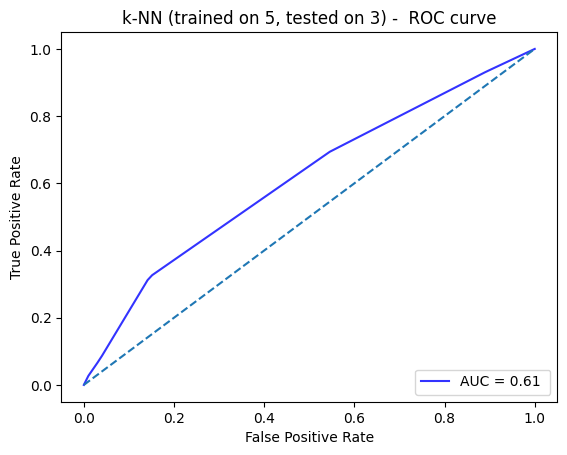 k-NN (trained on 5, tested on 3) -  ROC curve
1.0
0.8
0.6
0.4
0.2
0.0
True Positive Rate
AUC = 0.61
0.0 0.2 0.4 0.6 0.8 1.0
False Positive Rate